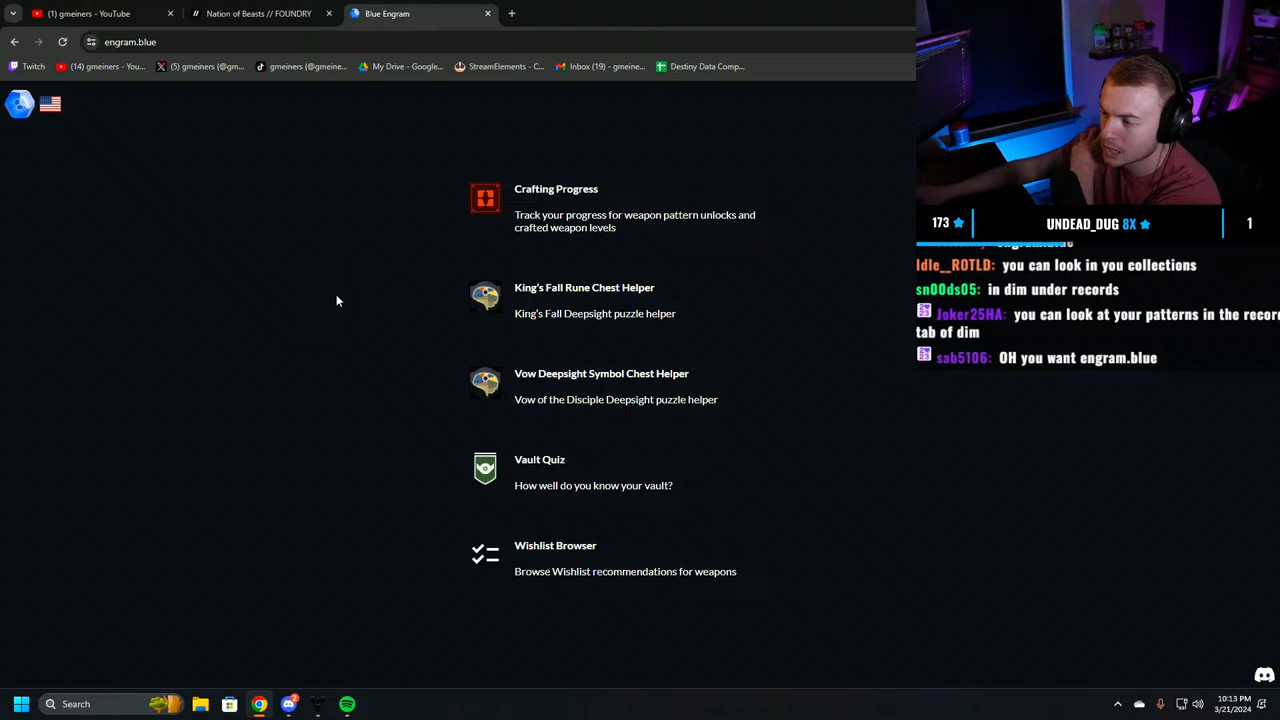 (1) gmeiners - YouTube
Nation of Beasts // FOUNDRY
Blue Engram
engram.blue
Twitch
(14) gmeiners - You...
(5) gmeiners (@gm...
gmeiners (@gmeine...
My Drive - Google...
StreamElements - C...
Inbox (19) - gmeine...
Destiny Data Comp...
Crafting Progress
Track your progress for weapon pattern unlocks and
crafted weapon levels
King's Fall Rune Chest Helper
King's Fall Deepsight puzzle helper
Vow Deepsight Symbol Chest Helper
Vow of the Disciple Deepsight puzzle helper
Vault Quiz
How well do you know your vault?
Wishlist Browser
Browse Wishlist recommendations for weapons
173
UNDEAD_DUG 8X
1
Idle__ROTLD: you can look in you collections
sn00ds05: in dim under records
Joker25HA: you can look at your patterns in the recor
tab of dim
sab5106: OH you want engram.blue
Search
2
10:13 PM
3/21/2024